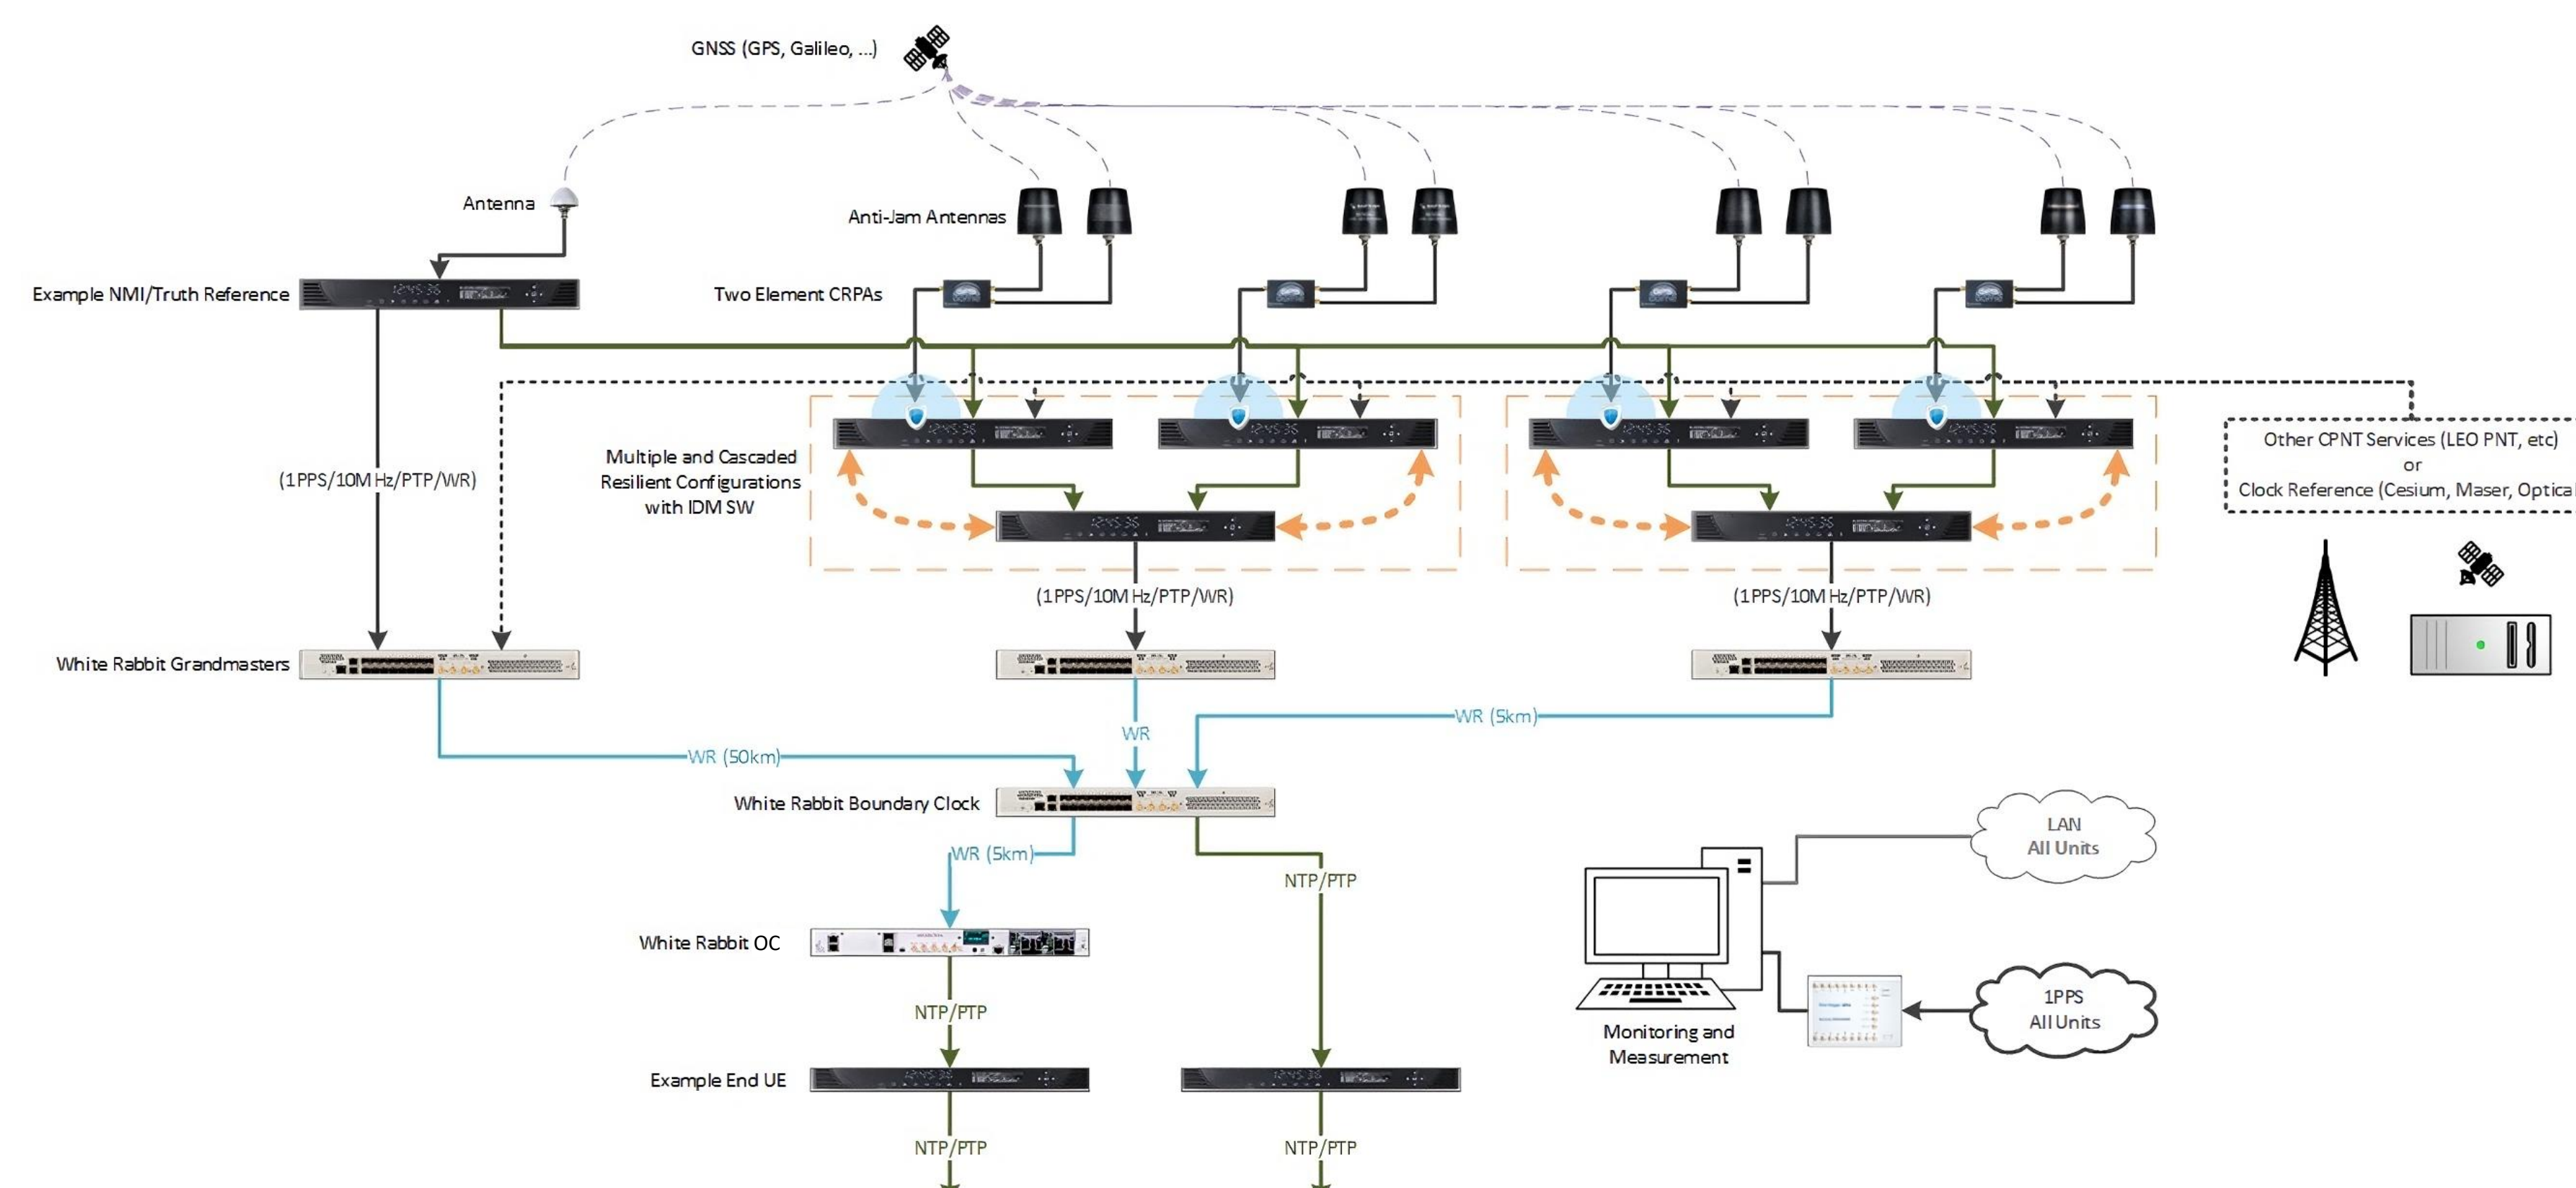 GNSS (GPS, Galileo, ...)
Antenna
Anti-Jam Antennas
Example NMI/Truth Reference
Two Element CRPAs
Multiple and Cascaded
Resilient Configurations
with IDM SW
Other CPNT Services (LEO PNT, etc)
or
Clock Reference (Cesium, Maser, Optical
(1PPS/10MHz/PTP/WR)
(1PPS/10MHz/PTP/WR)
(1PPS/10MHz/PTP/WR)
White Rabbit Grandmasters
WR (50km)
WR
WR (5km)
White Rabbit Boundary Clock
WR (5km)
NTP/PTP
LAN
All Units
White Rabbit OC
NTP/PTP
1PPS
All Units
Monitoring and
Measurement
Example End UE
NTP/PTP
NTP/PTP